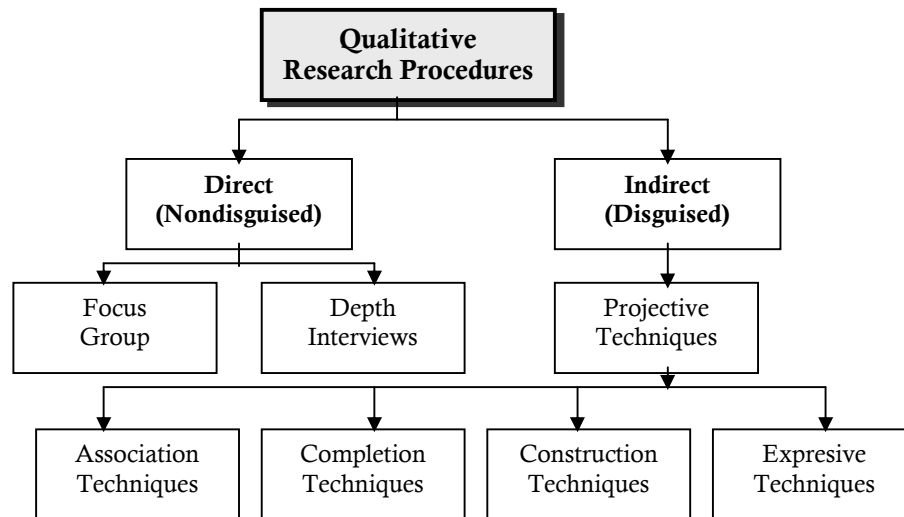 Qualitative
Research Procedures
Direct
(Nondisguised)
Indirect
(Disguised)
Focus
Group
Depth
Interviews
Projective
Techniques
Association
Techniques
Completion
Techniques
Construction
Techniques
Expresive
Techniques